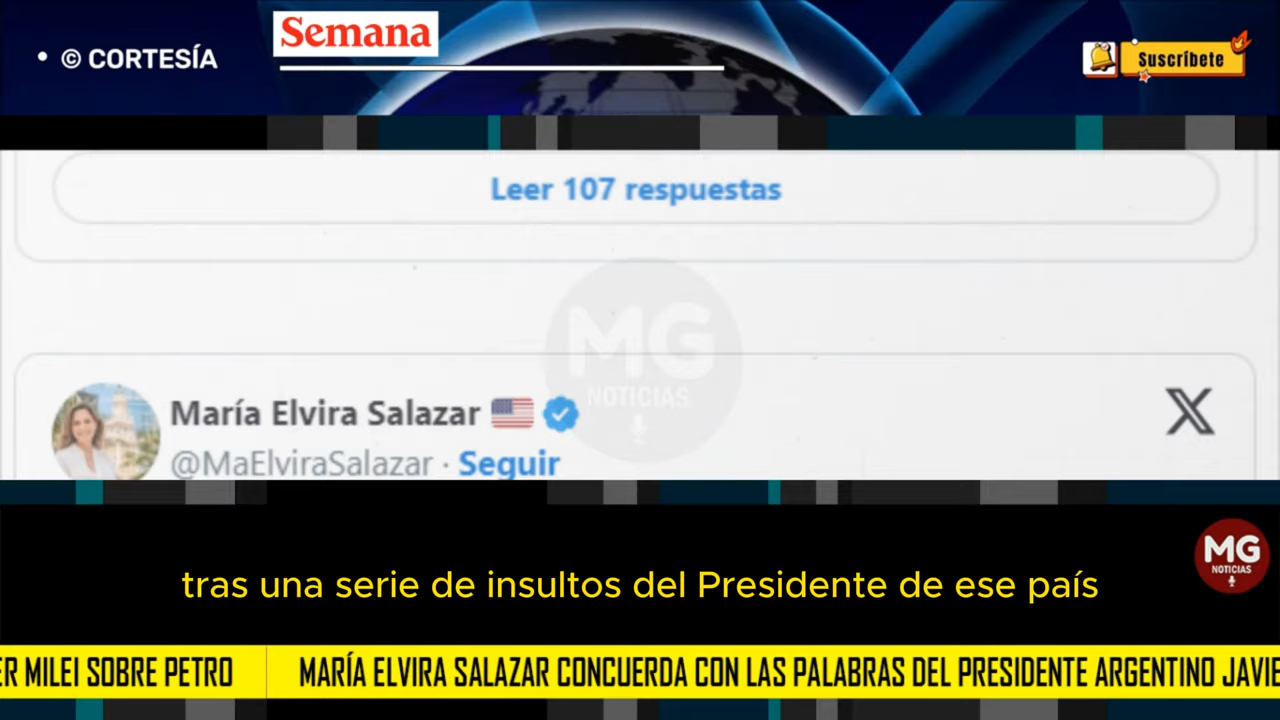 • © CORTESÍA
Semana
Suscríbete
Leer 107 respuestas
MG
NOTICIAS
María Elvira Salazar
@MaElviraSalazar · Seguir
tras una serie de insultos del Presidente de ese país
MG
NOTICIAS
ER MILEI SOBRE PETRO
MARÍA ELVIRA SALAZAR CONCUERDA CON LAS PALABRAS DEL PRESIDENTE ARGENTINO JAVIE